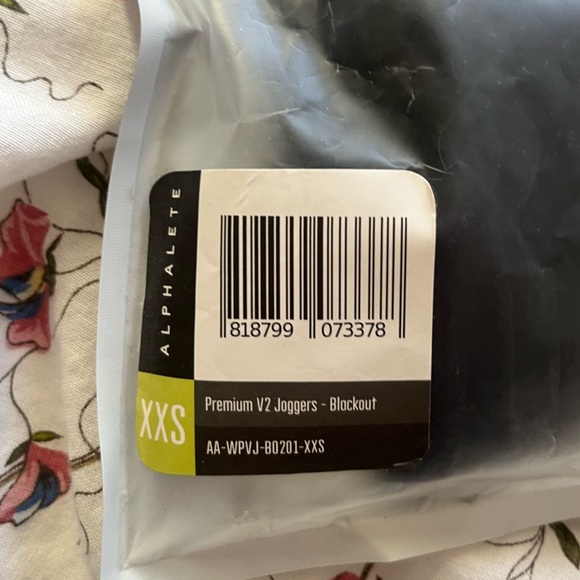 ALPHALETE
818799 073378
XXS
Premium V2 Joggers - Blackout
AA-WPVJ-B0201-XXS